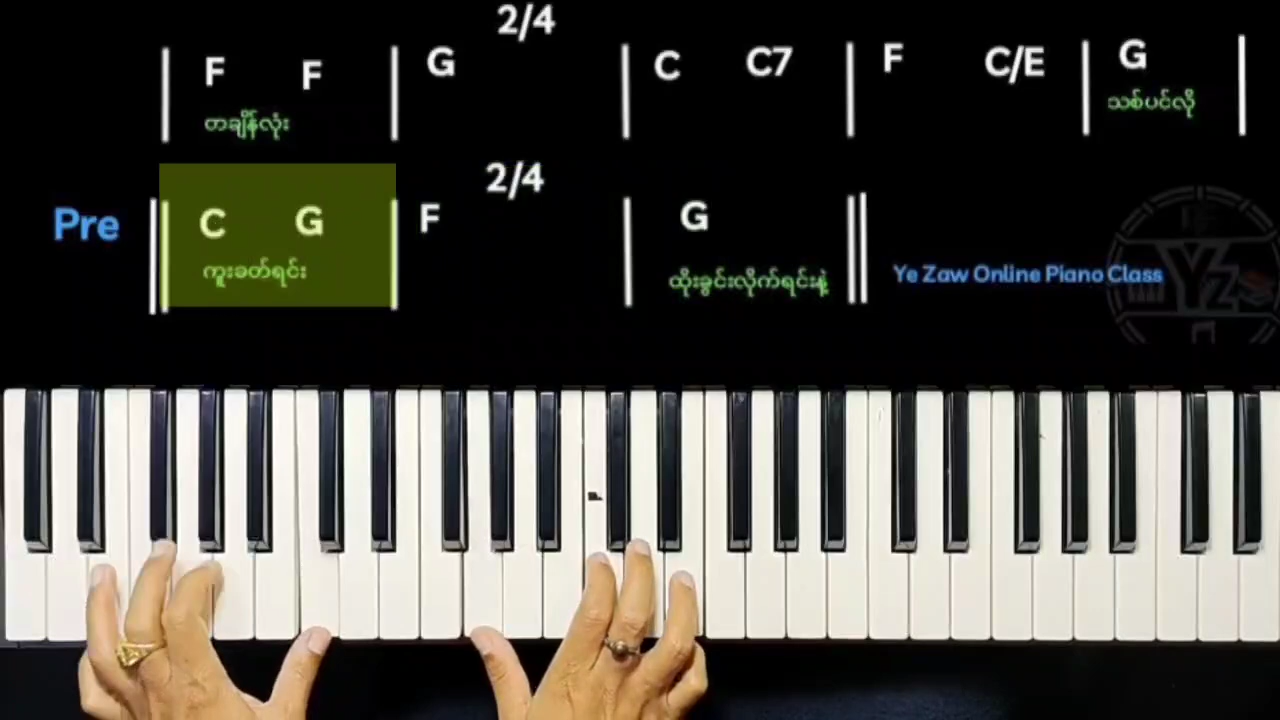 2/4
F F G C C7 F C/E G
တချိန်လုံး သစ်ပင်လို
2/4
Pre C G F G
ကူးခတ်ရင်း ထိုးခွင်းလိုက်ရင်းနဲ့
Ye Zaw Online Piano Class
YZ